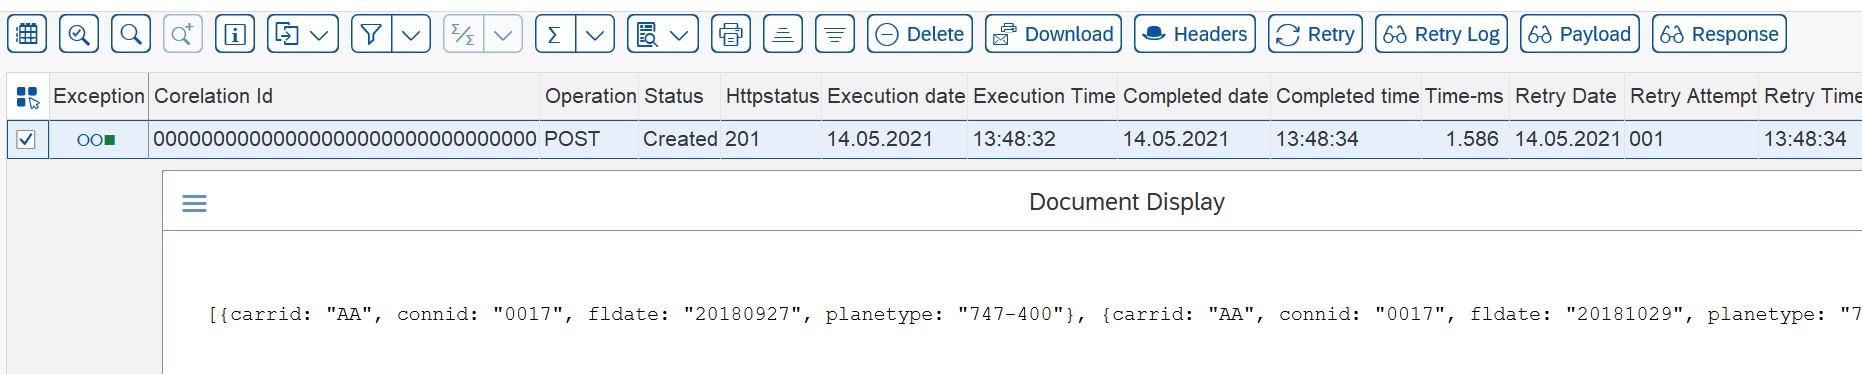 Delete Download Headers Retry Retry Log Payload Response
Exception Corelation Id Operation Status Httpstatus Execution date Execution Time Completed date Completed time Time-ms Retry Date Retry Attempt Retry Time
00000000000000000000000000000000 POST Created 201 14.05.2021 13:48:32 14.05.2021 13:48:34 1.586 14.05.2021 001 13:48:34
Document Display
[{carrid: "AA", connid: "0017", fldate: "20180927", planetype: "747-400"}, {carrid: "AA", connid: "0017", fldate: "20181029", planetype: "7